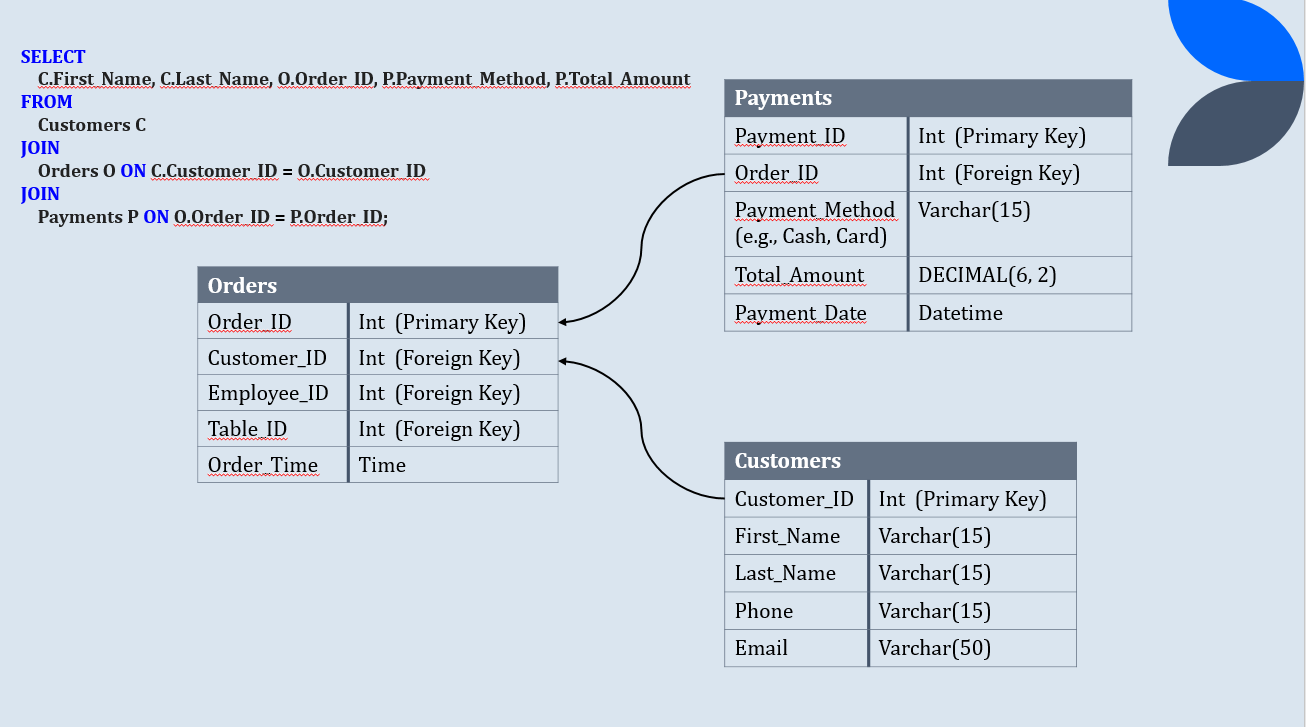 SELECT
C.First_Name, C.Last_Name, O.Order_ID, P.Payment_Method, P.Total_Amount
FROM
Customers C
JOIN
Orders O ON C.Customer_ID = O.Customer_ID
JOIN
Payments P ON O.Order_ID = P.Order_ID;
Payments
Payment_ID Int (Primary Key)
Order_ID Int (Foreign Key)
Payment_Method Varchar(15)
(e.g., Cash, Card)
Total_Amount DECIMAL(6, 2)
Payment_Date Datetime
Orders
Order_ID Int (Primary Key)
Customer_ID Int (Foreign Key)
Employee_ID Int (Foreign Key)
Table_ID Int (Foreign Key)
Order_Time Time
Customers
Customer_ID Int (Primary Key)
First_Name Varchar(15)
Last_Name Varchar(15)
Phone Varchar(15)
Email Varchar(50)